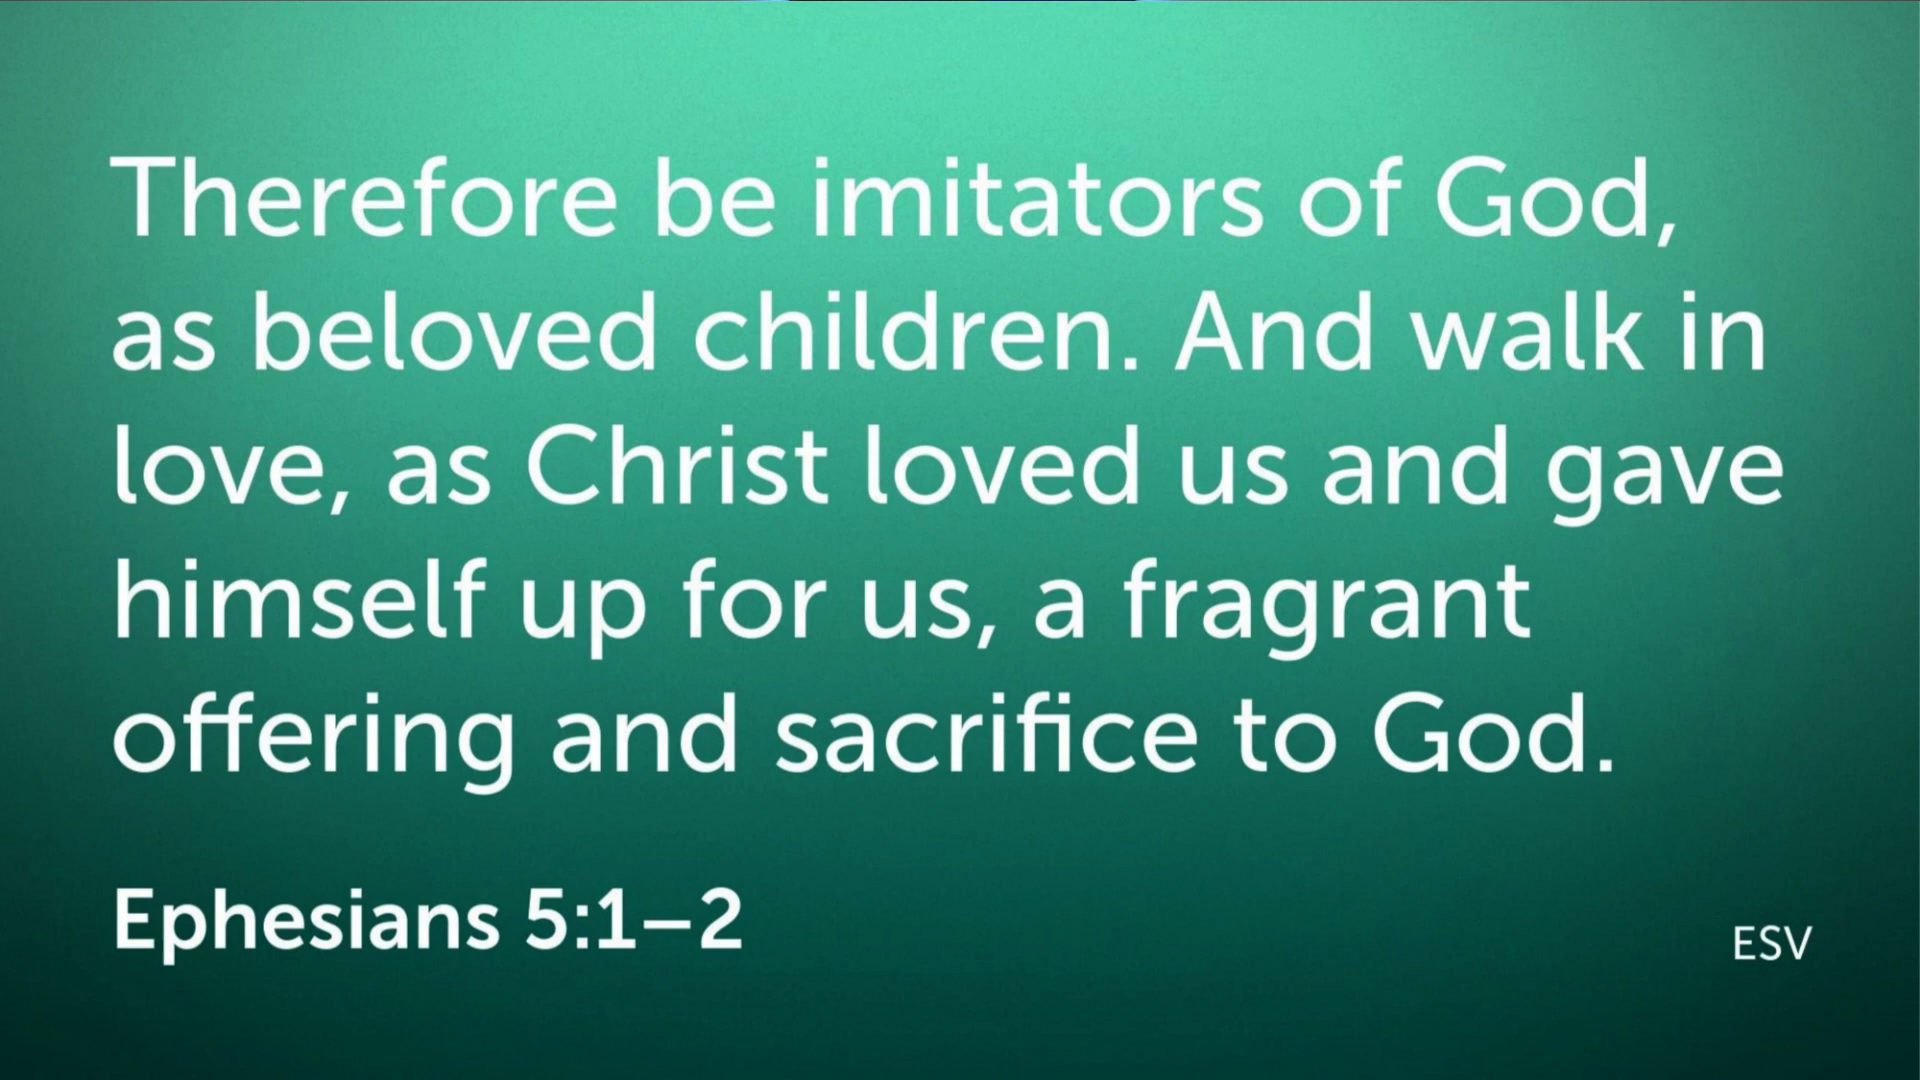 Therefore be imitators of God,
as beloved children. And walk in
love, as Christ loved us and gave
himself up for us, a fragrant
offering and sacrifice to God.
Ephesians 5:1–2
ESV